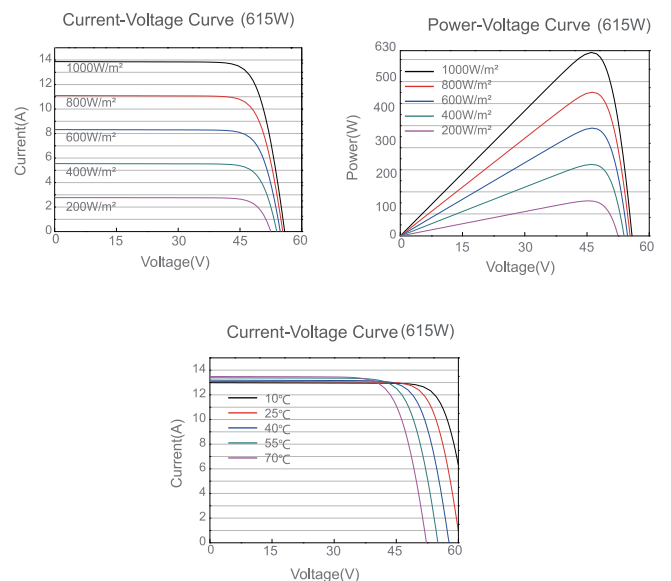 Current-Voltage Curve (615W)
14
12
10
8
6
4
2
0
Current(A)
1000W/m²
800W/m²
600W/m²
400W/m²
200W/m²
0 15 30 45 60
Voltage(V)
Power-Voltage Curve (615W)
630
500
400
300
200
100
0
Power(W)
1000W/m²
800W/m²
600W/m²
400W/m²
200W/m²
0 15 30 45 60
Voltage(V)
Current-Voltage Curve (615W)
14
12
10
8
6
4
2
0
Current(A)
10℃
25℃
40℃
55℃
70℃
0 15 30 45 60
Voltage(V)